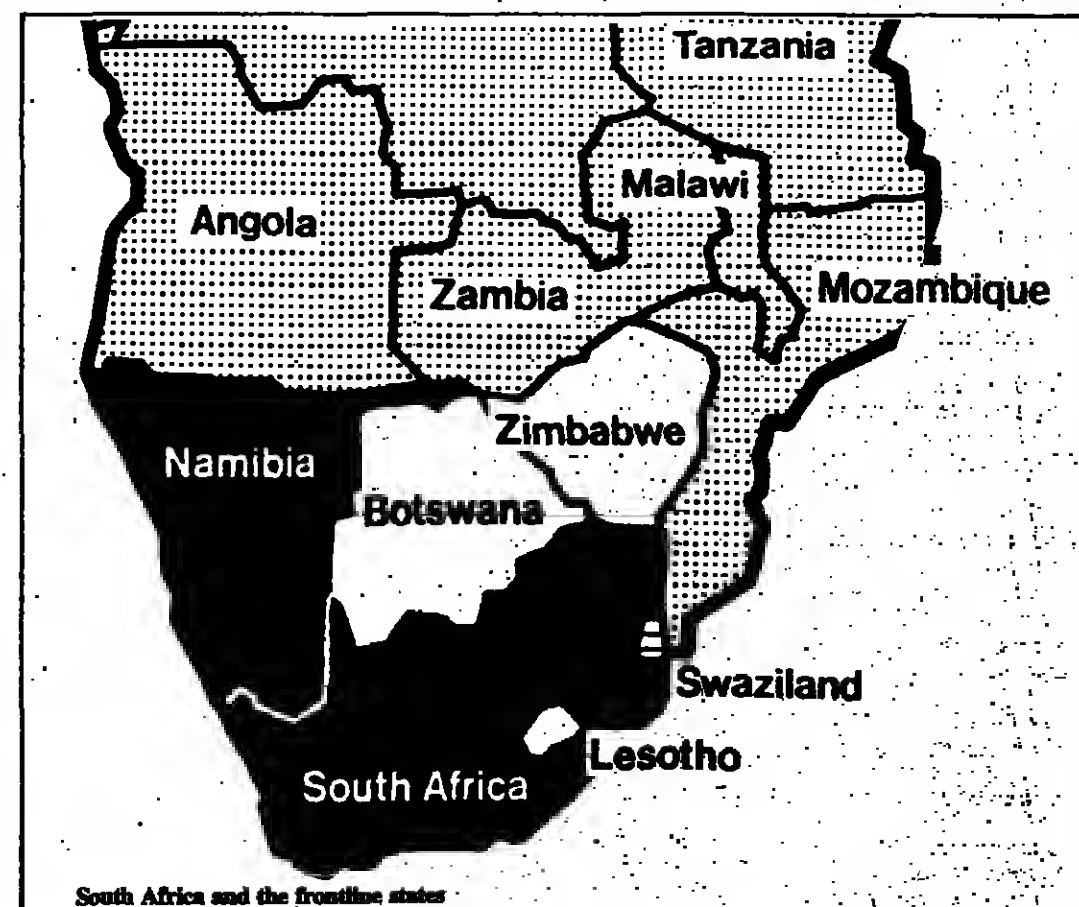 Tanzania
Malawi
Angola
Zambia
Mozambique
Zimbabwe
Namibia
Botswana
Swaziland
Lesotho
South Africa
South Africa and the frontline states